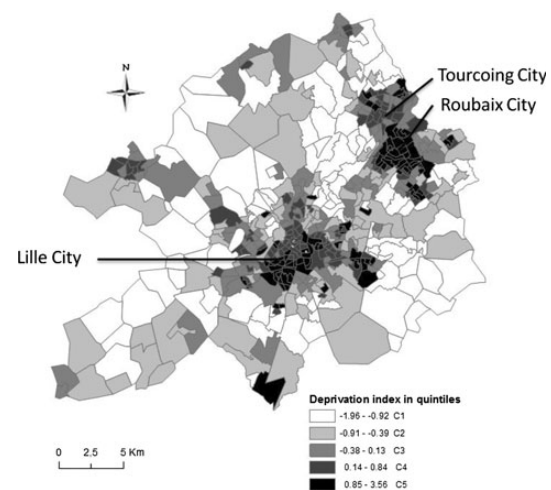 N
Tourcoing City
Roubaix City
Lille City
Deprivation index in quintiles
-1.96 - -0.92 C1
-0.91 - -0.39 C2
-0.38 - 0.13 C3
0.14 - 0.84 C4
0.85 - 3.56 C5
0 2.5 5 Km